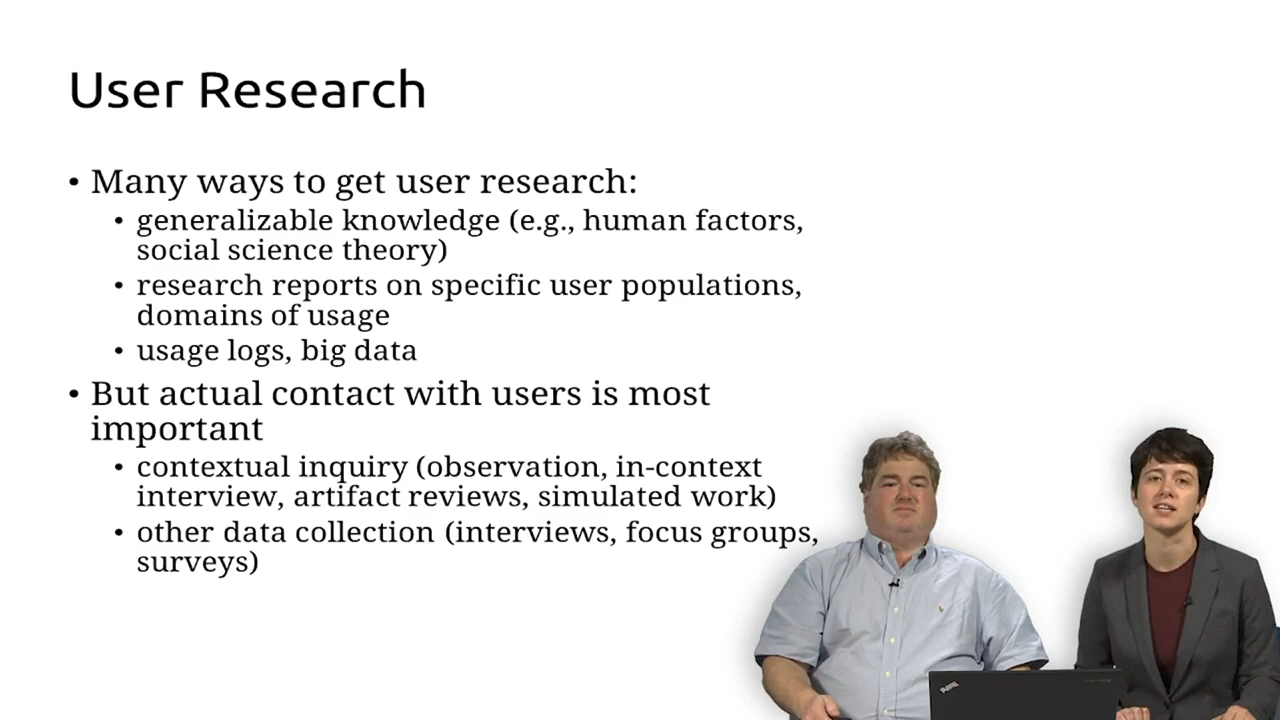 User Research
• Many ways to get user research:
• generalizable knowledge (e.g., human factors,
social science theory)
• research reports on specific user populations,
domains of usage
• usage logs, big data
• But actual contact with users is most
important
• contextual inquiry (observation, in-context
interview, artifact reviews, simulated work)
• other data collection (interviews, focus groups,
surveys)
ThinkPad